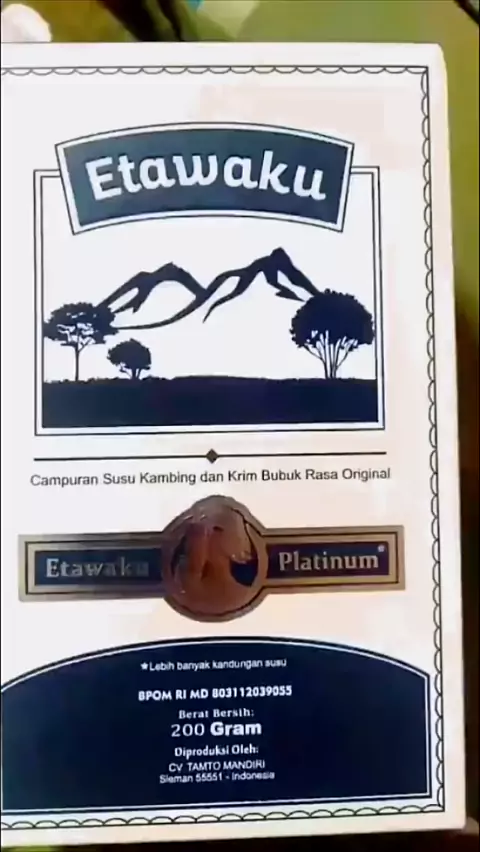 Etawaku
Campuran Susu Kambing dan Krim Bubuk Rasa Original
Etawaku Platinum*
*Lebih banyak kandungan susu
BPOM RI MD 803112039055
Berat Bersih:
200 Gram
Diproduksi Oleh:
CV TAMTO MANDIRI
Sleman 55551 - Indonesia